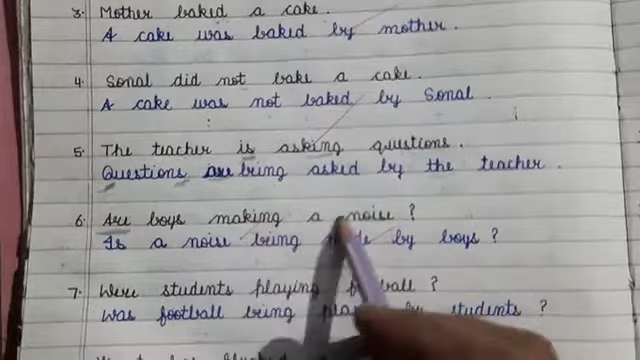 3. Mother baked a cake.
A cake was baked by mother.
4. Sonal did not bake a cake.
A cake was not baked by Sonal.
5. The teacher is asking questions.
Questions are being asked by the teacher.
6. Are boys making a noise ?
Is a noise being by boys ?
7. Were students playing ?
Was football being by students ?